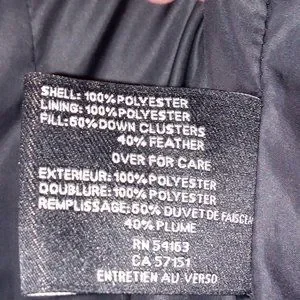 SHELL: 100% POLYESTER
LINING: 100% POLYESTER
FILL: 60% DOWN CLUSTERS
40% FEATHER
OVER FOR CARE
EXTERIEUR: 100% POLYESTER
DOUBLURE: 100% POLYESTER
REMPLISSAGE: 60% DUVET DE
40% PLUME
RN 54163
CA 57151
ENTRETIEN AU VERSO